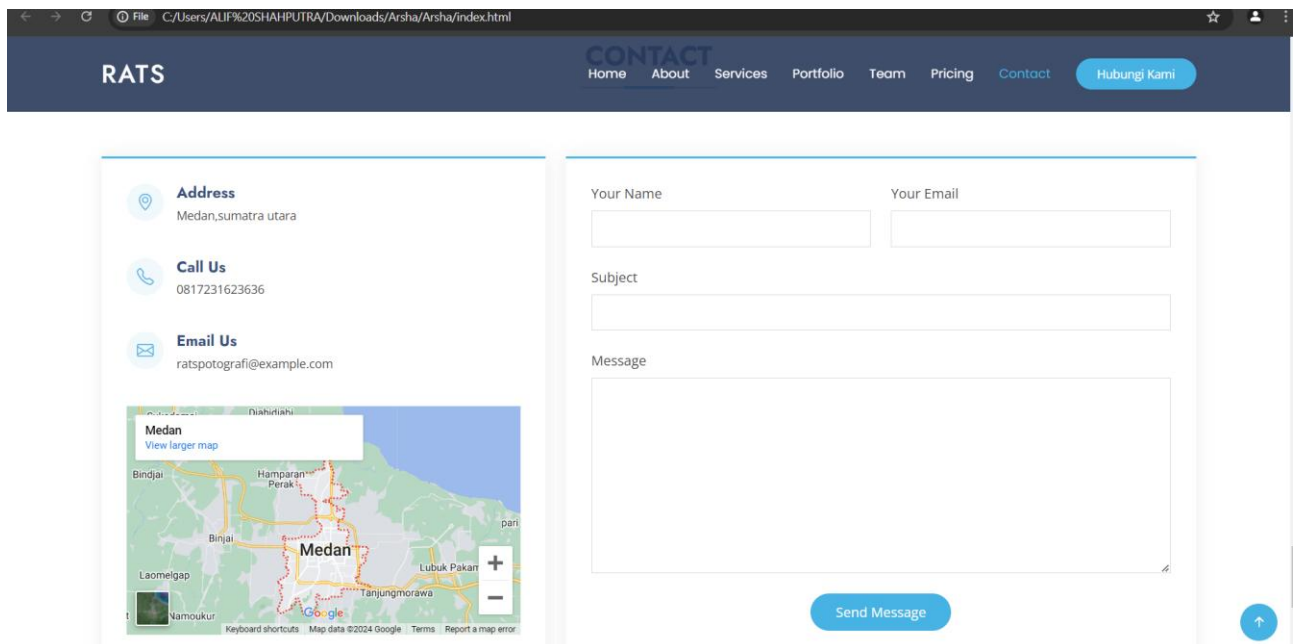 File C:/Users/ALIF%20SHAHPUTRA/Downloads/Arsha/Arsha/index.html
CONTACT
RATS
Home About Services Portfolio Team Pricing Contact Hubungi Kami
Address
Medan,sumatra utara
Call Us
0817231623636
Email Us
ratspotografi@example.com
Medan
View larger map
Bindjai
Hamparan
Perak
pari
Binjai
Medan
Lubuk Pakam
Laomelgap
Tanjungmorawa
Namoukur
Google
Keyboard shortcuts Map data ©2024 Google Terms Report a map error
Your Name Your Email
Subject
Message
Send Message